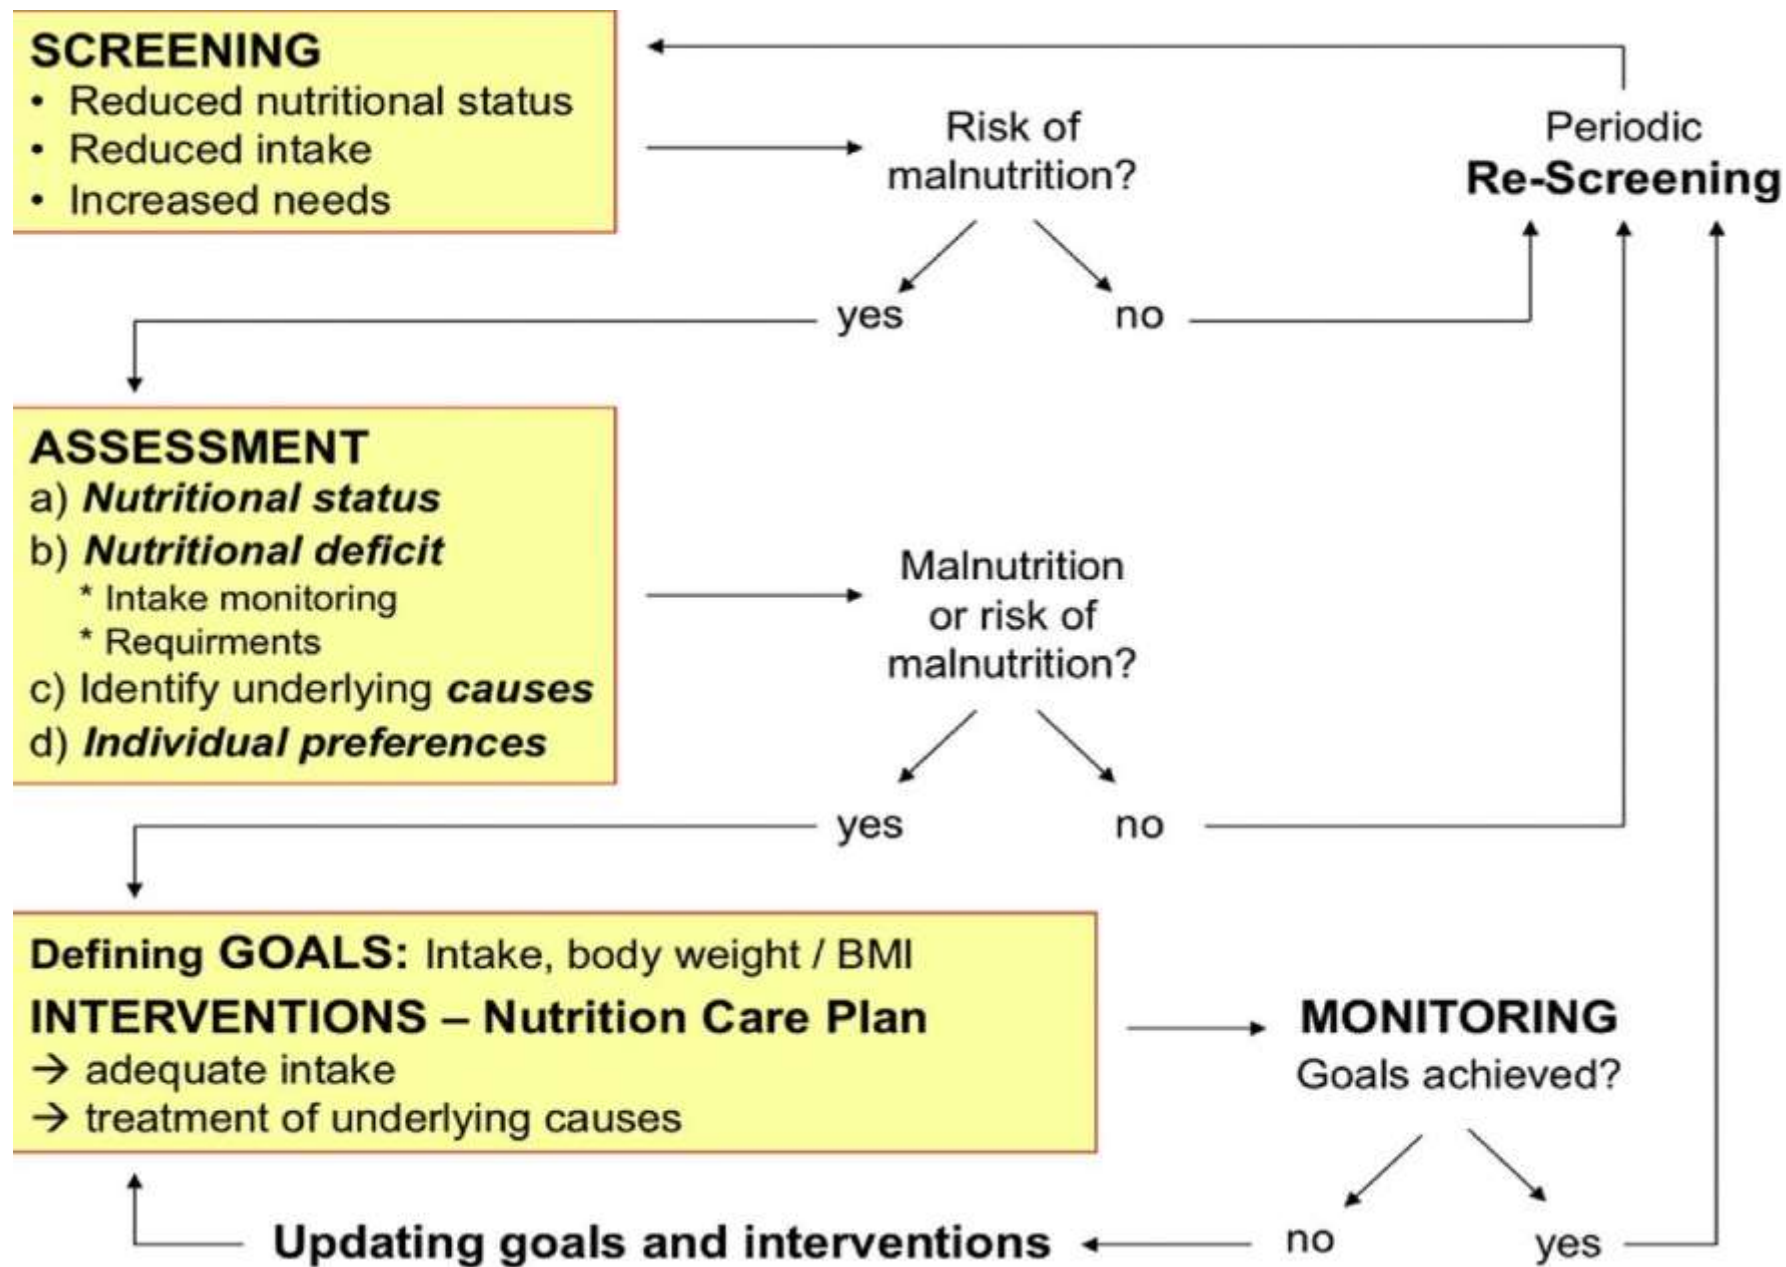 SCREENING
• Reduced nutritional status
• Reduced intake
• Increased needs
Risk of
malnutrition?
Periodic
Re-Screening
yes
no
ASSESSMENT
a) Nutritional status
b) Nutritional deficit
* Intake monitoring
* Requirments
c) Identify underlying causes
d) Individual preferences
Malnutrition
or risk of
malnutrition?
yes
no
Defining GOALS: Intake, body weight / BMI
INTERVENTIONS – Nutrition Care Plan
→ adequate intake
→ treatment of underlying causes
MONITORING
Goals achieved?
no
yes
Updating goals and interventions